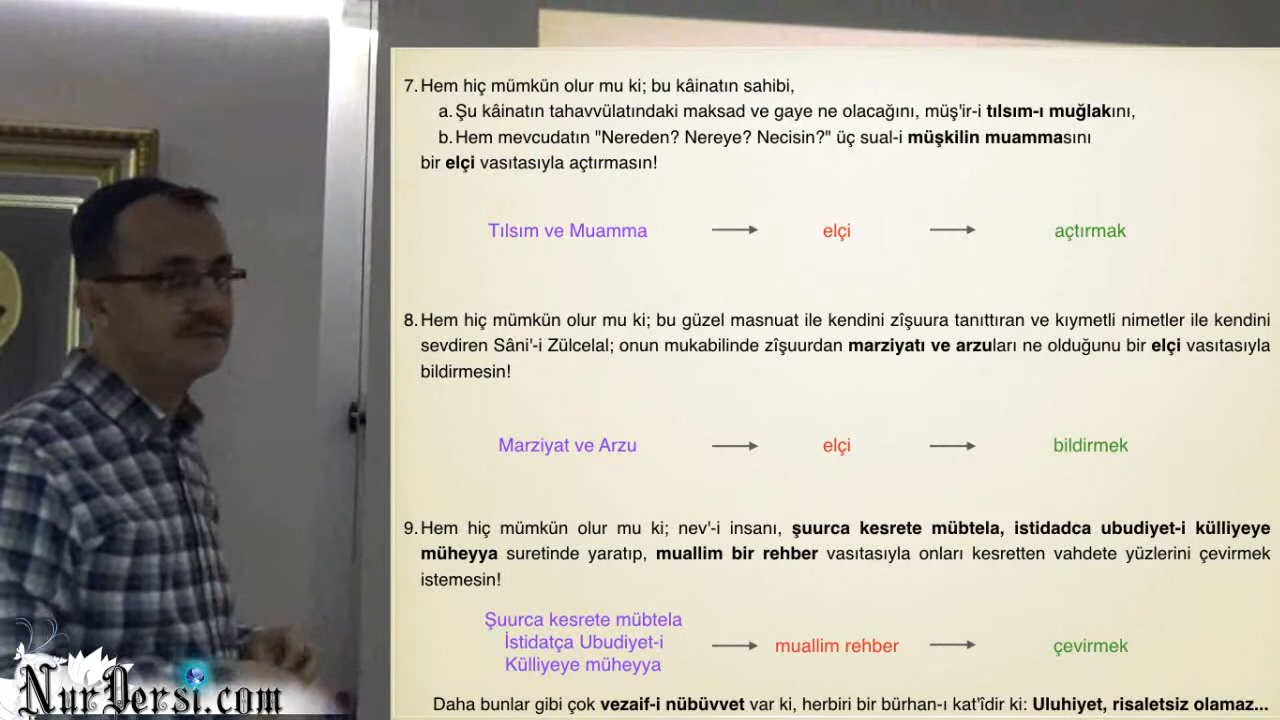 7. Hem hiç mümkün olur mu ki; bu kâinatın sahibi,
a. Şu kâinatın tahavvülatındaki maksad ve gaye ne olacağını, müş'ir-i tılsım-ı muğlakını,
b. Hem mevcudatın "Nereden? Nereye? Necisin?" üç sual-i müşkilin muammasını
bir elçi vasıtasıyla açtırmasın!
Tılsım ve Muamma → elçi → açtırmak
8. Hem hiç mümkün olur mu ki; bu güzel masnuat ile kendini zîşuura tanıttıran ve kıymetli nimetler ile kendini
sevdiren Sâni'-i Zülcelal; onun mukabilinde zîşuurdan marziyatı ve arzuları ne olduğunu bir elçi vasıtasıyla
bildirmesin!
Marziyat ve Arzu → elçi → bildirmek
9. Hem hiç mümkün olur mu ki; nev'-i insanı, şuurca kesrete mübtela, istidadca ubudiyet-i külliyeye
müheyya suretinde yaratıp, muallim bir rehber vasıtasıyla onları kesretten vahdete yüzlerini çevirmek
istemesin!
Şuurca kesrete mübtela
İstidatça Ubudiyet-i
Külliyeye müheyya → muallim rehber → çevirmek
Daha bunlar gibi çok vezaif-i nübüvvet var ki, herbiri bir bürhan-ı kat'îdir ki: Uluhiyet, risaletsiz olamaz...
NurDersi.com